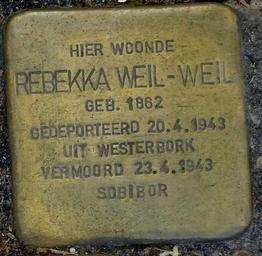 HIER WOONDE
REBEKKA WEIL-WEIL
GEB. 1862
GEDEPORTEERD 20.4.1943
UIT WESTERBORK
VERMOORD 23.4.1943
SOBIBOR